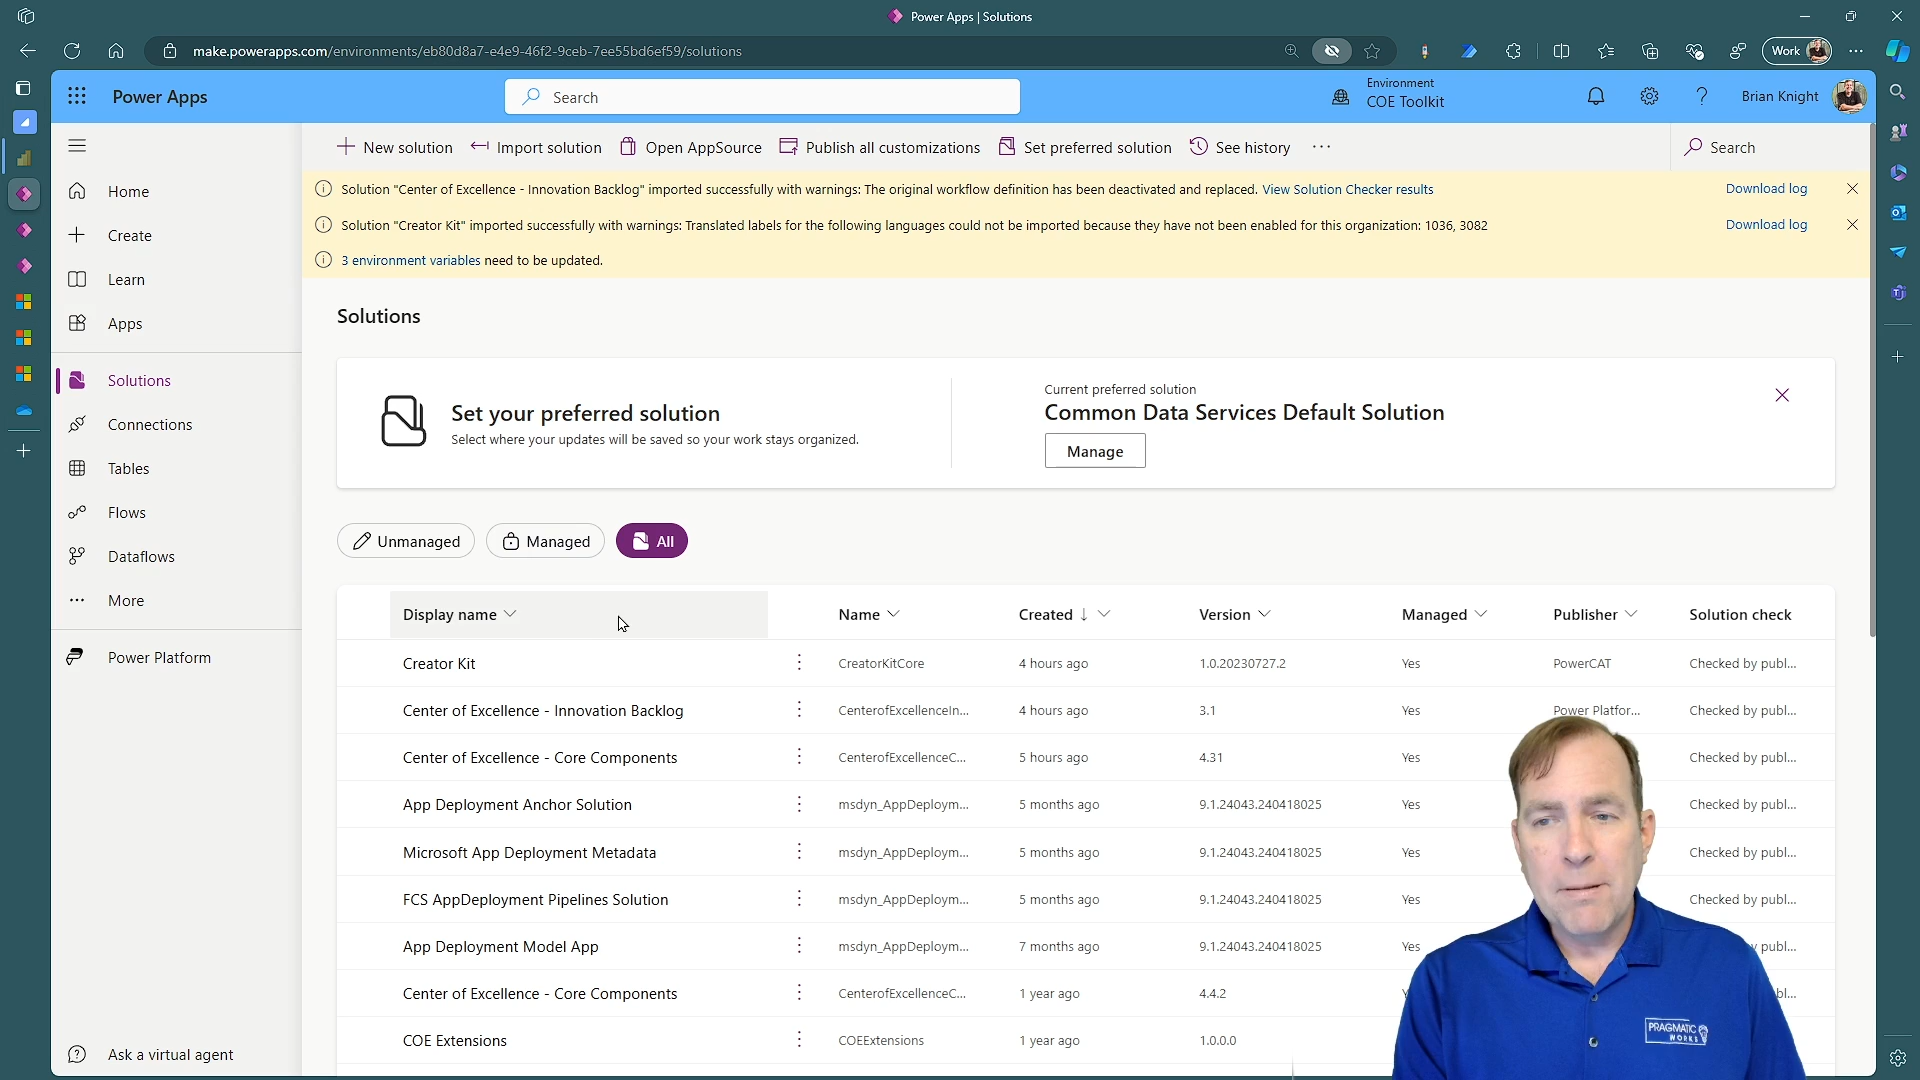 Power Apps | Solutions
make.powerapps.com/environments/eb80d8a7-e4e9-46f2-9ceb-7ee55bd6ef59/solutions
Work
Power Apps
Search
Environment
COE Toolkit
Brian Knight
New solution
Import solution
Open AppSource
Publish all customizations
Set preferred solution
See history
Search
Solution "Center of Excellence - Innovation Backlog" imported successfully with warnings: The original workflow definition has been deactivated and replaced. View Solution Checker results
Download log
Solution "Creator Kit" imported successfully with warnings: Translated labels for the following languages could not be imported because they have not been enabled for this organization: 1036, 3082
Download log
3 environment variables need to be updated.
Home
Create
Learn
Apps
Solutions
Connections
Tables
Flows
Dataflows
More
Power Platform
Ask a virtual agent
Solutions
Set your preferred solution
Select where your updates will be saved so your work stays organized.
Current preferred solution
Common Data Services Default Solution
Manage
Unmanaged
Managed
All
Display name Name Created Version Managed Publisher Solution check
Creator Kit CreatorKitCore 4 hours ago 1.0.20230727.2 Yes PowerCAT Checked by publ...
Center of Excellence - Innovation Backlog CenterofExcellenceIn... 4 hours ago 3.1 Yes Power Platfor... Checked by publ...
Center of Excellence - Core Components CenterofExcellenceC... 5 hours ago 4.31 Yes Checked by publ...
App Deployment Anchor Solution msdyn_AppDeploym... 5 months ago 9.1.24043.240418025 Yes Checked by publ...
Microsoft App Deployment Metadata msdyn_AppDeploym... 5 months ago 9.1.24043.240418025 Yes Checked by publ...
FCS AppDeployment Pipelines Solution msdyn_AppDeploym... 5 months ago 9.1.24043.240418025 Yes Checked by publ...
App Deployment Model App msdyn_AppDeploym... 7 months ago 9.1.24043.240418025 Yes publ...
Center of Excellence - Core Components CenterofExcellenceC... 1 year ago 4.4.2
COE Extensions COEExtensions 1 year ago 1.0.0.0
PRAGMATIC
WORKS